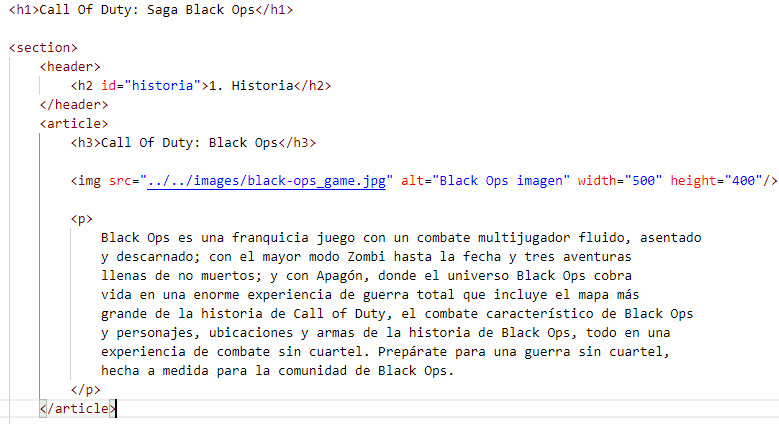 <h1>Call Of Duty: Saga Black Ops</h1>
<section>
<header>
<h2 id="historia">1. Historia</h2>
</header>
<article>
<h3>Call Of Duty: Black Ops</h3>
<img src="../../images/black-ops_game.jpg" alt="Black Ops imagen" width="500" height="400"/>
<p>
Black Ops es una franquicia juego con un combate multijugador fluido, asentado
y descarnado; con el mayor modo Zombi hasta la fecha y tres aventuras
llenas de no muertos; y con Apagón, donde el universo Black Ops cobra
vida en una enorme experiencia de guerra total que incluye el mapa más
grande de la historia de Call of Duty, el combate característico de Black Ops
y personajes, ubicaciones y armas de la historia de Black Ops, todo en una
experiencia de combate sin cuartel. Prepárate para una guerra sin cuartel,
hecha a medida para la comunidad de Black Ops.
</p>
</article>